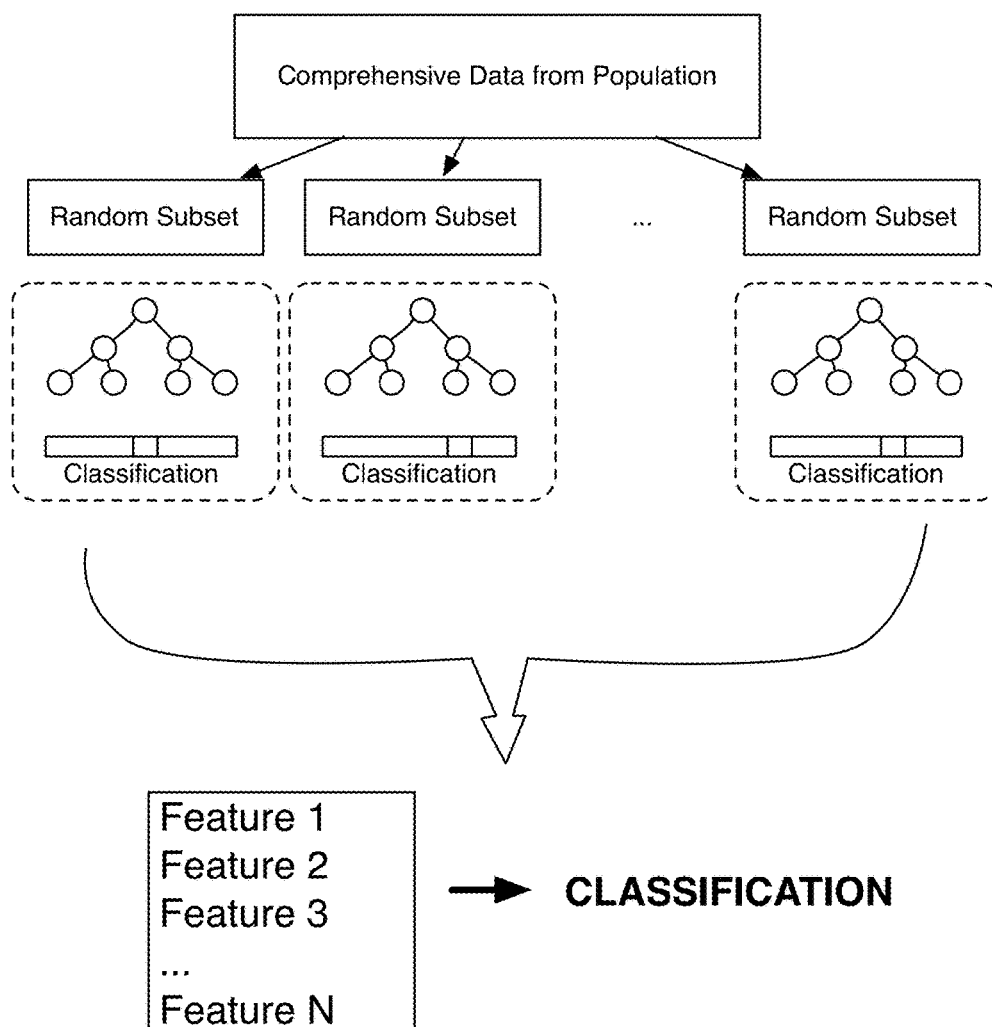 Comprehensive Data from Population
Random Subset
Random Subset
...
Random Subset
Classification
Classification
Classification
Feature 1
Feature 2
Feature 3
...
Feature N
CLASSIFICATION